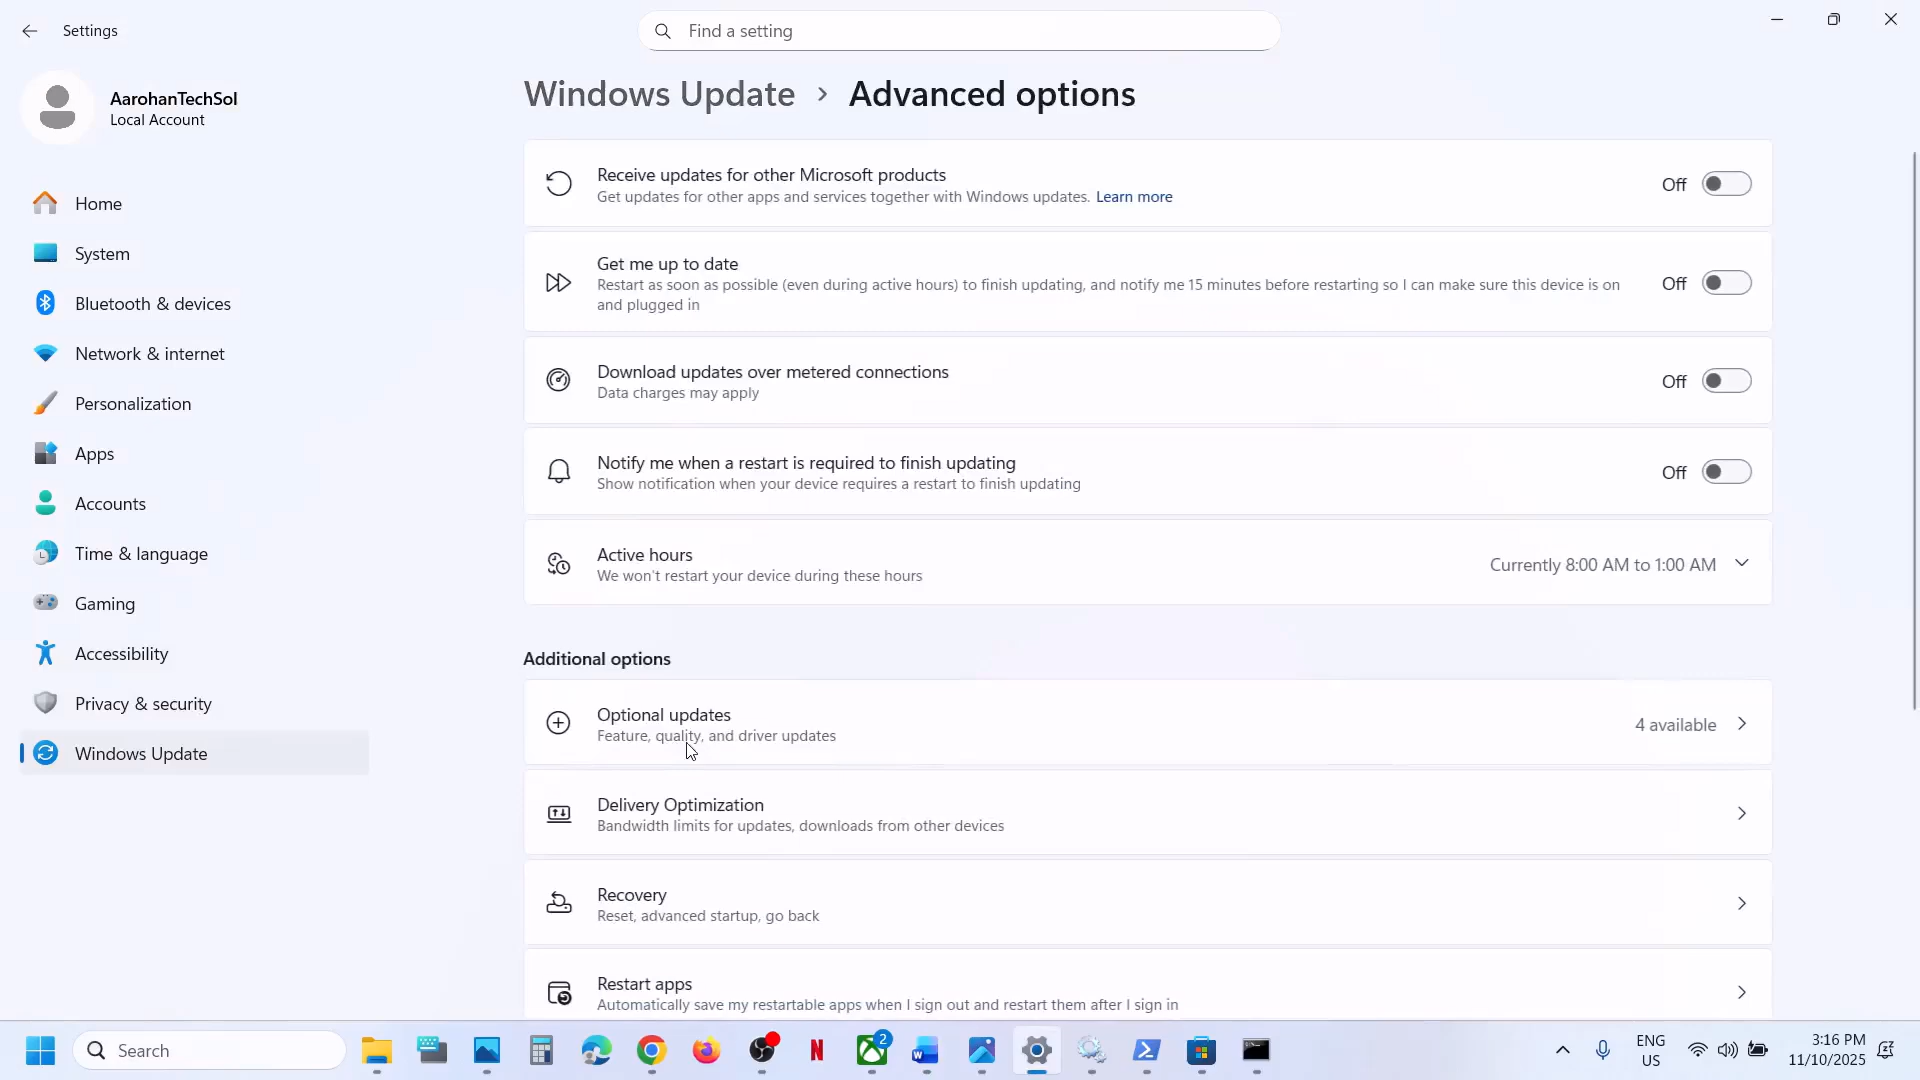 Settings
Find a setting
AarohanTechSol
Local Account
Home
System
Bluetooth & devices
Network & internet
Personalization
Apps
Accounts
Time & language
Gaming
Accessibility
Privacy & security
Windows Update
Windows Update > Advanced options
Receive updates for other Microsoft products
Get updates for other apps and services together with Windows updates. Learn more
Off
Get me up to date
Restart as soon as possible (even during active hours) to finish updating, and notify me 15 minutes before restarting so I can make sure this device is on
and plugged in
Off
Download updates over metered connections
Data charges may apply
Off
Notify me when a restart is required to finish updating
Show notification when your device requires a restart to finish updating
Off
Active hours
We won't restart your device during these hours
Currently 8:00 AM to 1:00 AM
Additional options
Optional updates
Feature, quality, and driver updates
4 available
Delivery Optimization
Bandwidth limits for updates, downloads from other devices
Recovery
Reset, advanced startup, go back
Restart apps
Automatically save my restartable apps when I sign out and restart them after I sign in
Search
2
ENG
US
3:16 PM
11/10/2025